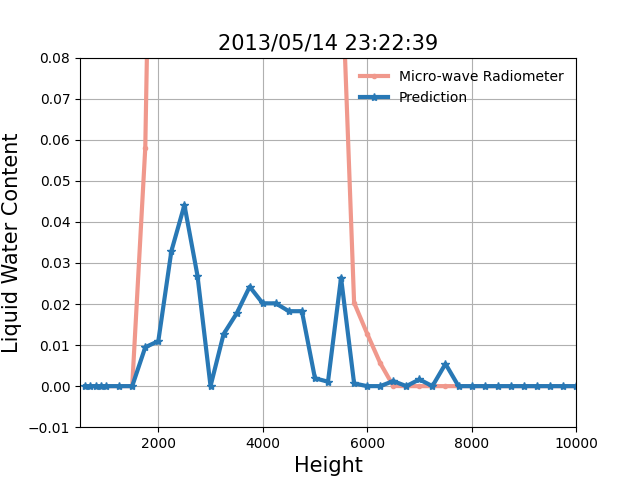 2013/05/14 23:22:39
Micro-wave Radiometer
Prediction
Liquid Water Content
0.08
0.07
0.06
0.05
0.04
0.03
0.02
0.01
0.00
−0.01
2000 4000 6000 8000 10000
Height